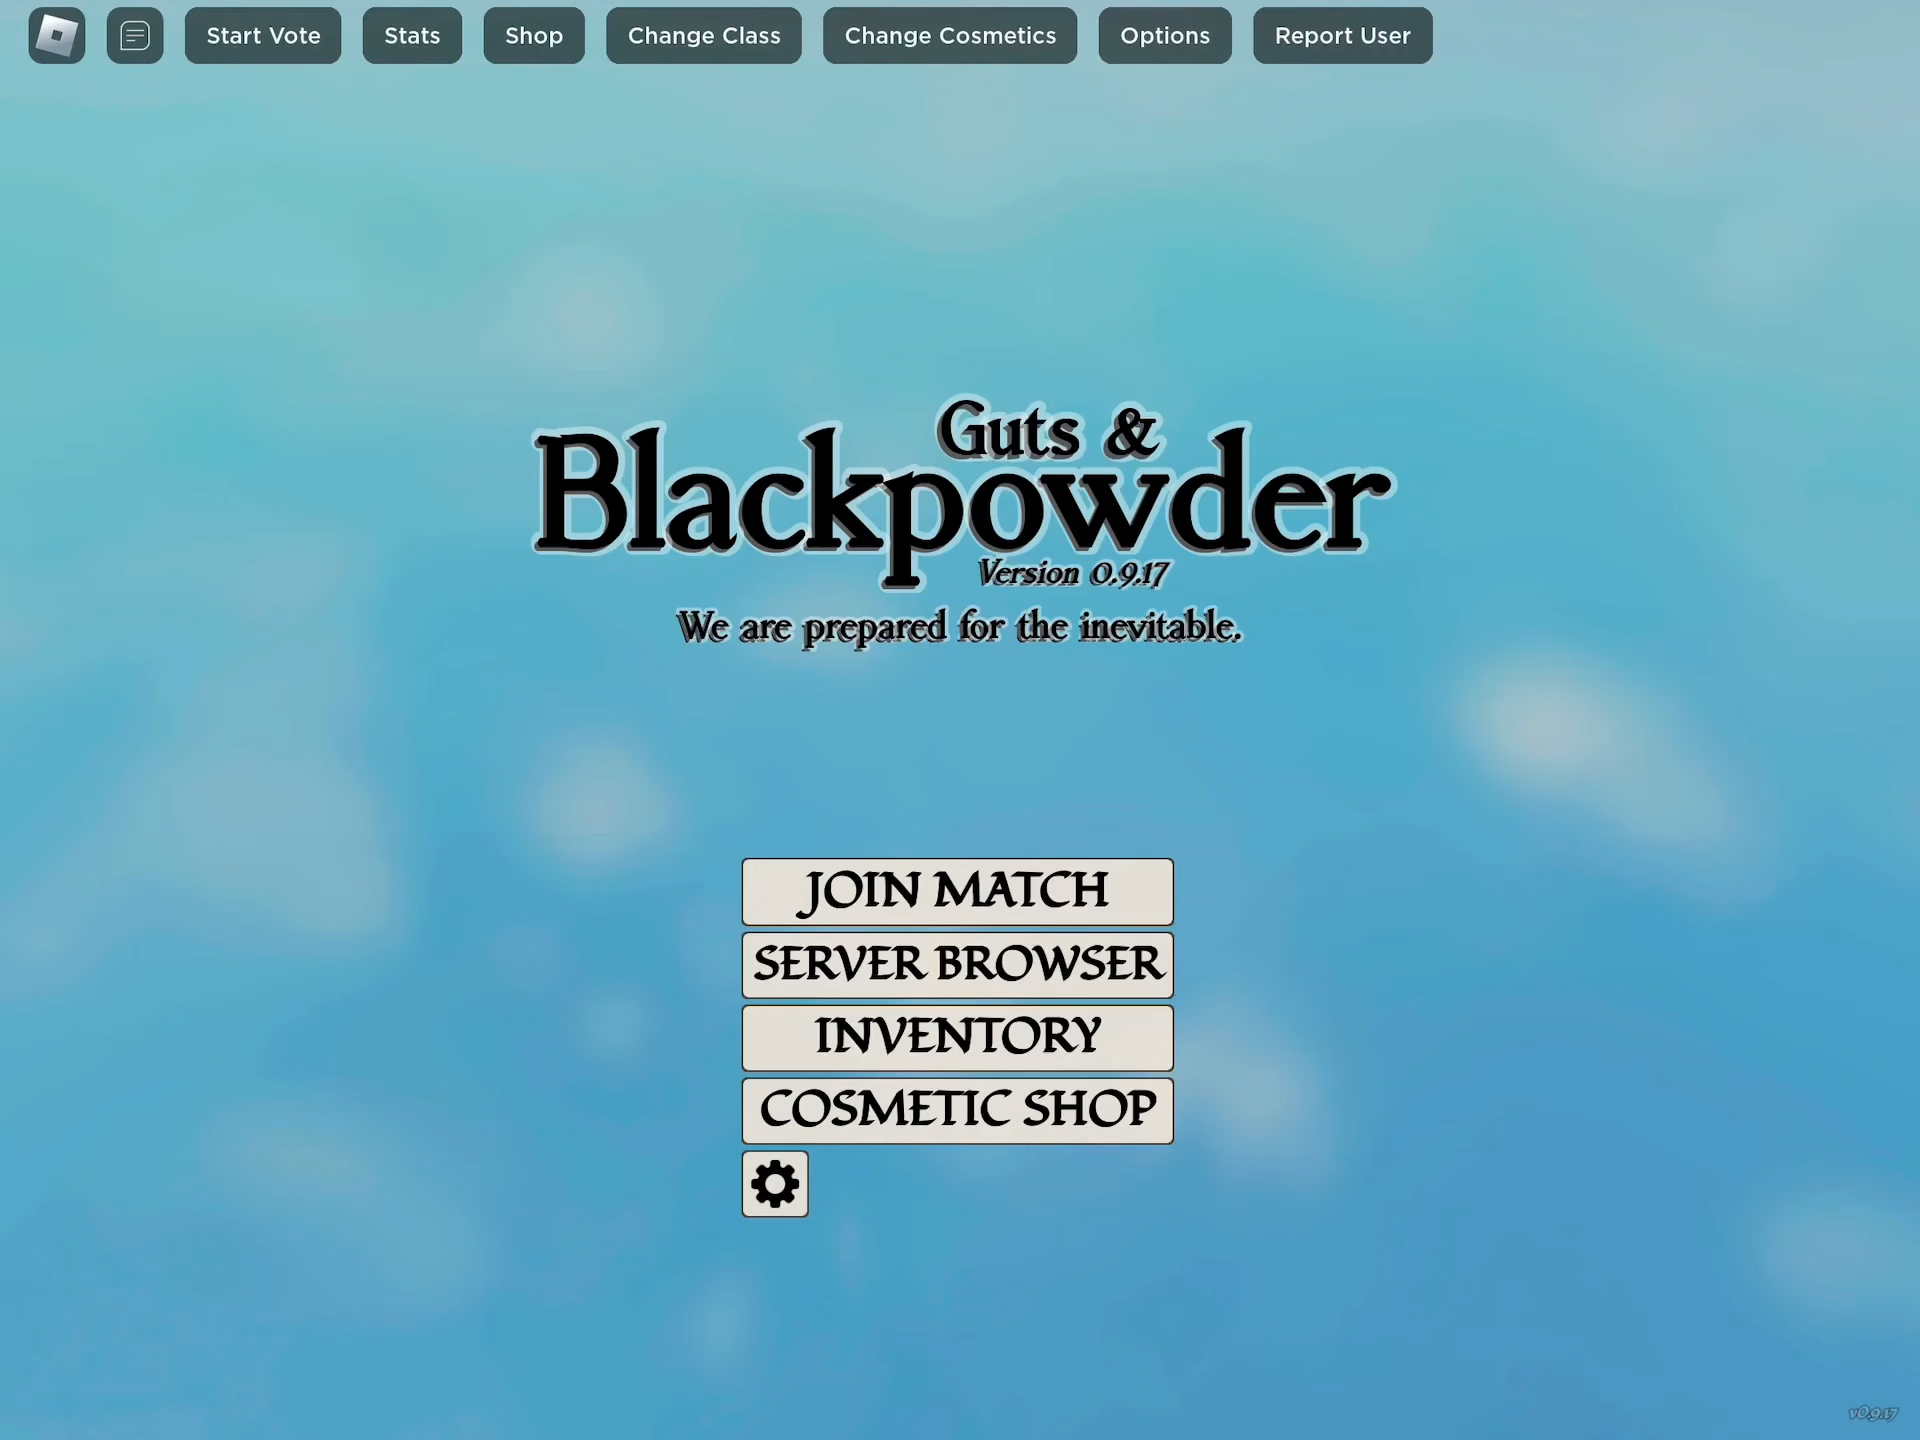 Start Vote
Stats
Shop
Change Class
Change Cosmetics
Options
Report User
Guts &
Blackpowder
Version 0.9.17
We are prepared for the inevitable.
JOIN MATCH
SERVER BROWSER
INVENTORY
COSMETIC SHOP
v0.9.17